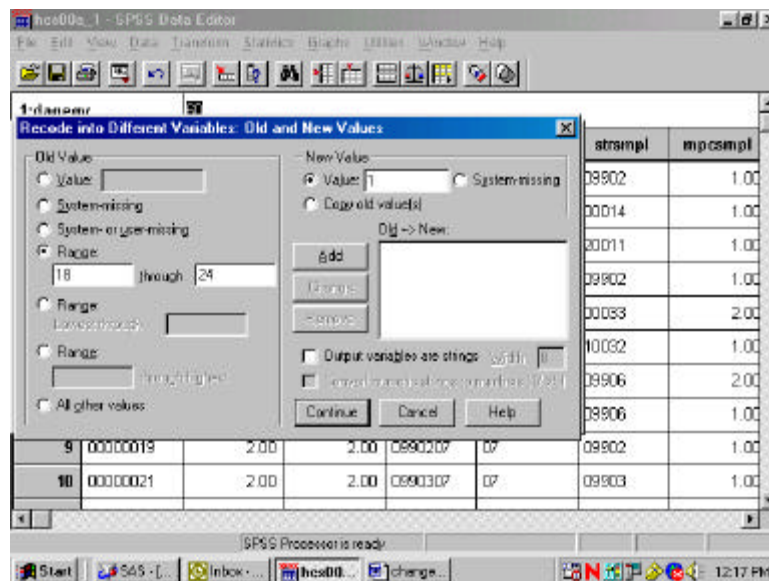 hcs00a_1 - SPSS Data Editor
File Edit View Data Transform Statistics Graphs Utilities Window Help
Recode into Different Variables: Old and New Values
Old Value
Value:
System-missing
System- or user-missing
Range:
18 through 24
Range:
Lowest through
Range:
through highest
All other values
New Value
Value: 1 System-missing
Copy old value(s)
Old --> New:
Add
Change
Remove
Output variables are strings Width: 8
Continue Cancel Help
strsmpl mpcsmpl
09902 1.00
00014 1.00
20011 1.00
09902 1.00
00033 2.00
10032 1.00
09906 2.00
09906 1.00
9 00000019 2.00 2.00 0990207 07 09902 1.00
10 00000021 2.00 2.00 0990307 07 09903 1.00
SPSS Processor is ready
Start SAS - [... Inbox - ... hcs00... change... 12:17 PM